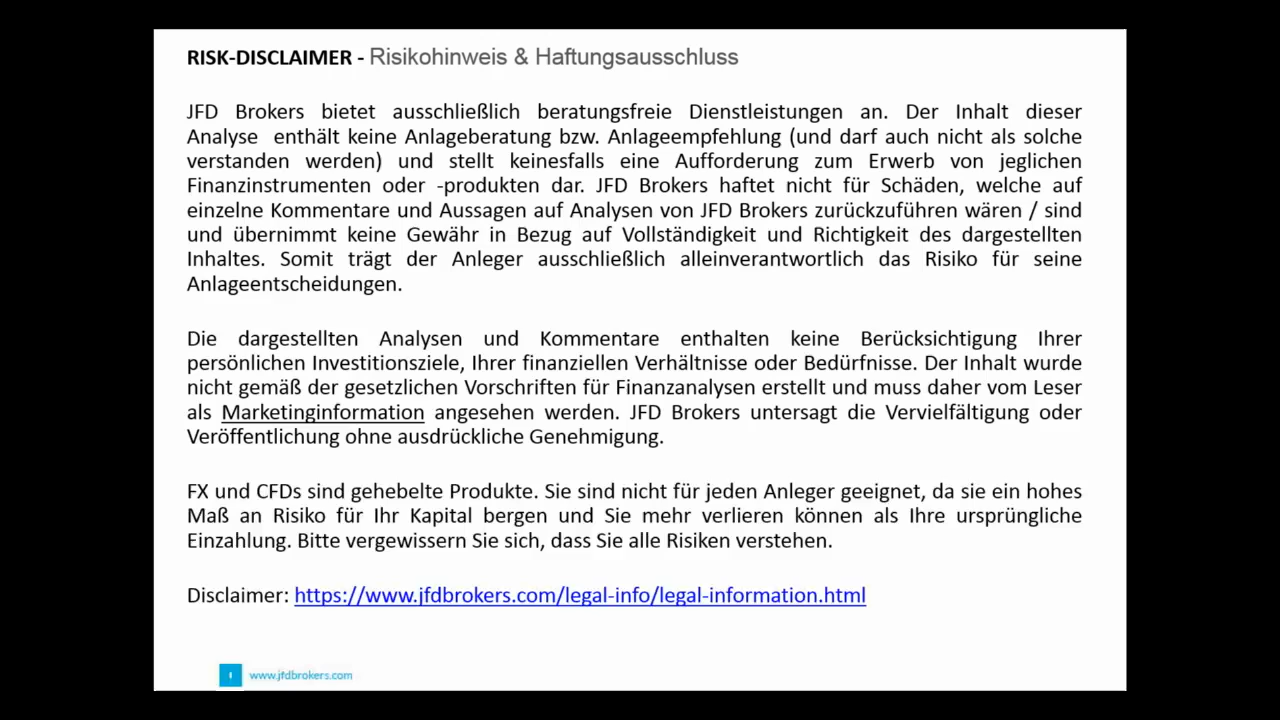 RISK-DISCLAIMER - Risikohinweis & Haftungsausschluss
JFD Brokers bietet ausschließlich beratungsfreie Dienstleistungen an. Der Inhalt dieser
Analyse enthält keine Anlageberatung bzw. Anlageempfehlung (und darf auch nicht als solche
verstanden werden) und stellt keinesfalls eine Aufforderung zum Erwerb von jeglichen
Finanzinstrumenten oder -produkten dar. JFD Brokers haftet nicht für Schäden, welche auf
einzelne Kommentare und Aussagen auf Analysen von JFD Brokers zurückzuführen wären / sind
und übernimmt keine Gewähr in Bezug auf Vollständigkeit und Richtigkeit des dargestellten
Inhaltes. Somit trägt der Anleger ausschließlich alleinverantwortlich das Risiko für seine
Anlageentscheidungen.
Die dargestellten Analysen und Kommentare enthalten keine Berücksichtigung Ihrer
persönlichen Investitionsziele, Ihrer finanziellen Verhältnisse oder Bedürfnisse. Der Inhalt wurde
nicht gemäß der gesetzlichen Vorschriften für Finanzanalysen erstellt und muss daher vom Leser
als Marketinginformation angesehen werden. JFD Brokers untersagt die Vervielfältigung oder
Veröffentlichung ohne ausdrückliche Genehmigung.
FX und CFDs sind gehebelte Produkte. Sie sind nicht für jeden Anleger geeignet, da sie ein hohes
Maß an Risiko für Ihr Kapital bergen und Sie mehr verlieren können als Ihre ursprüngliche
Einzahlung. Bitte vergewissern Sie sich, dass Sie alle Risiken verstehen.
Disclaimer: https://www.jfdbrokers.com/legal-info/legal-information.html
www.jfdbrokers.com